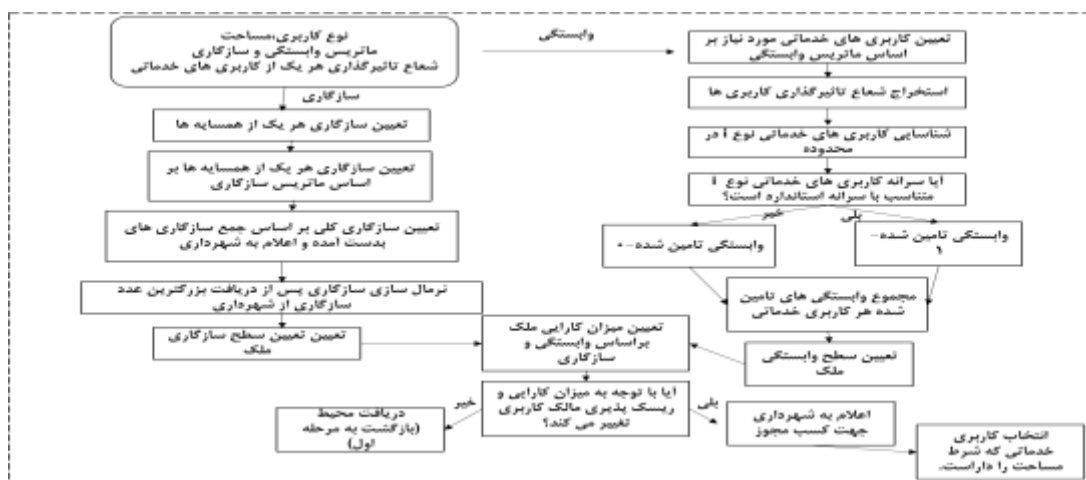 نوع کاربری،مساحت
ماتریس وابستگی و سازگاری
شعاع تاثیرگذاری هر یک از کاربری های خدماتی
وابستگی
تعیین کاربری های خدماتی مورد نیاز بر
اساس ماتریس وابستگی
استخراج شعاع تاثیرگذاری کاربری ها
شناسایی کاربری های خدماتی نوع i در
محدوده
آیا سرانه کاربری های خدماتی نوع i
متناسب با سرانه استاندارد است؟
خیر
بلی
وابستگی تامین شده=۰
وابستگی تامین شده=
۱
مجموع وابستگی های تامین
شده هر کاربری خدماتی
تعیین سطح وابستگی
ملک
سازگاری
تعیین سازگاری هر یک از همسایه ها
تعیین سازگاری هر یک از همسایه ها بر
اساس ماتریس سازگاری
تعیین سازگاری کلی بر اساس جمع سازگاری های
بدست آمده و اعلام به شهرداری
نرمال سازی سازگاری پس از دریافت بزرگترین عدد
سازگاری از شهرداری
تعیین تعیین سطح سازگاری
ملک
تعیین میزان کارایی ملک
براساس وابستگی و
سازگاری
آیا با توجه به میزان کارایی و
ریسک پذیری مالک کاربری
تغییر می کند؟
خیر
بلی
دریافت محیط
(بازگشت به مرحله
اول)
اعلام به شهرداری
جهت کسب مجوز
انتخاب کاربری
خدماتی که شرط
مساحت را داراست.